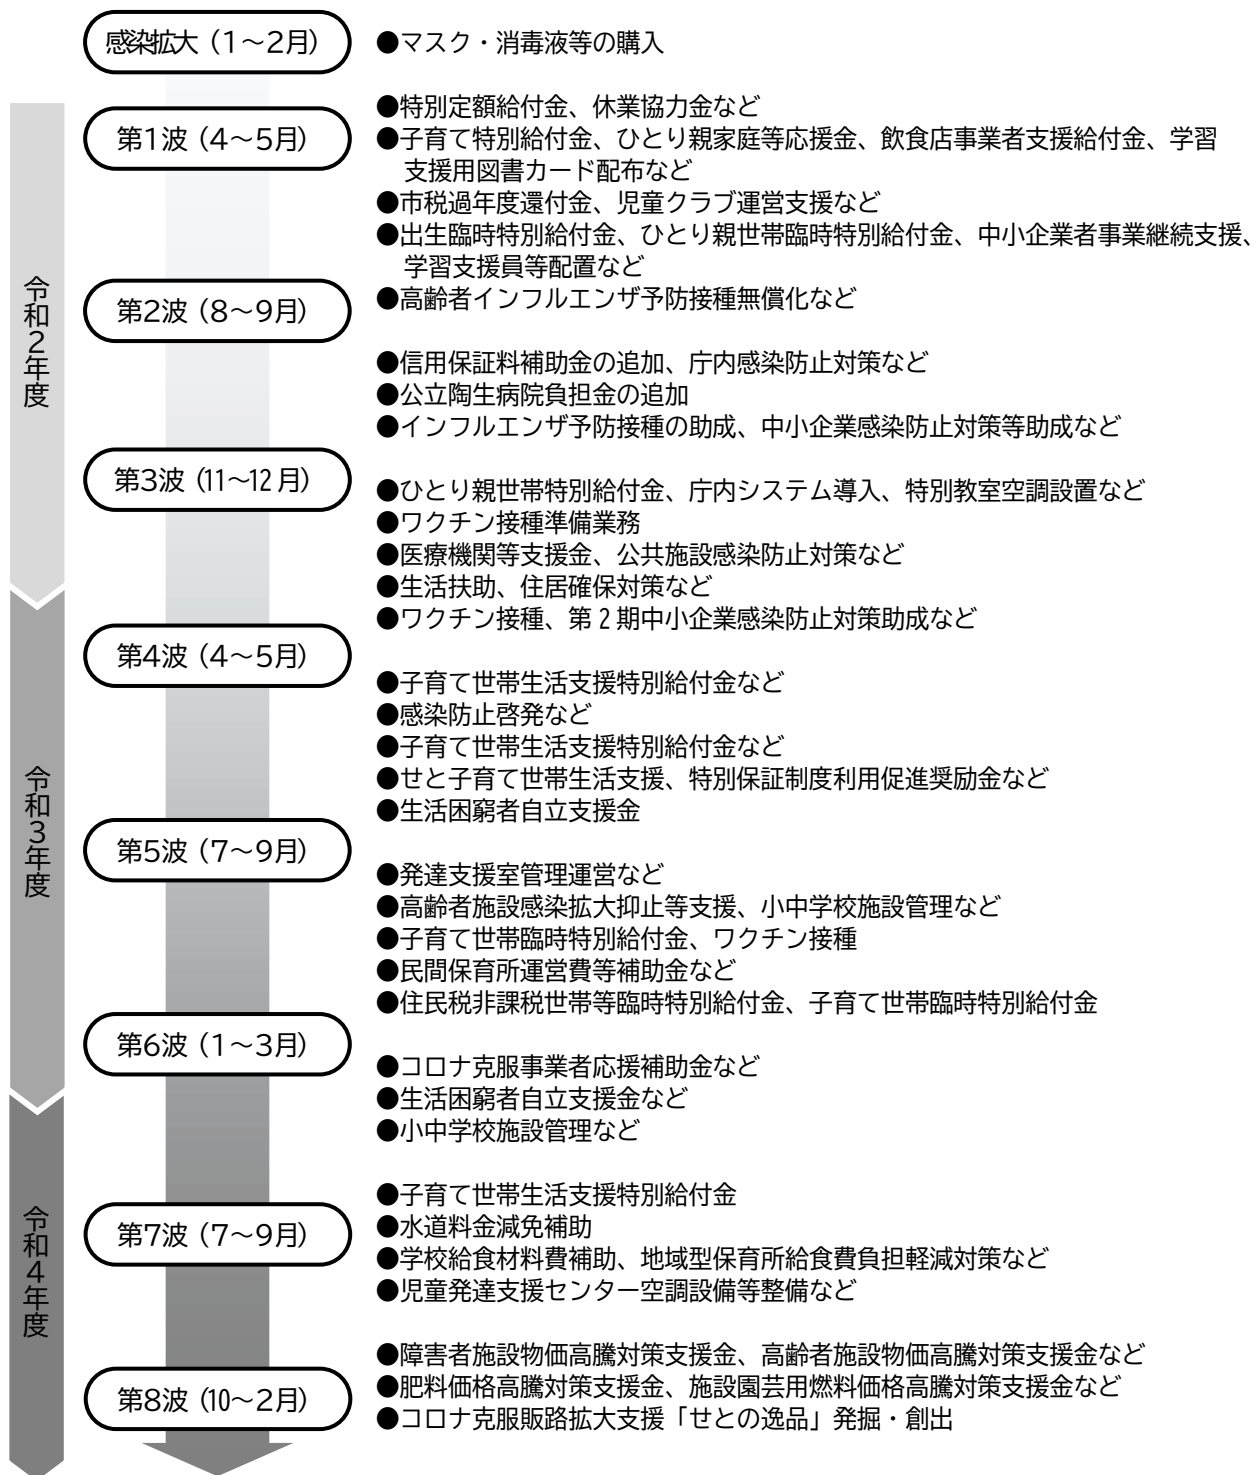 感染拡大（1～2月）
●マスク・消毒液等の購入
令和2年度
第1波（4～5月）
●特別定額給付金、休業協力金など
●子育て特別給付金、ひとり親家庭等応援金、飲食店事業者支援給付金、学習
支援用図書カード配布など
●市税過年度還付金、児童クラブ運営支援など
●出生臨時特別給付金、ひとり親世帯臨時特別給付金、中小企業者事業継続支援、
学習支援員等配置など
●高齢者インフルエンザ予防接種無償化など
第2波（8～9月）
●信用保証料補助金の追加、庁内感染防止対策など
●公立陶生病院負担金の追加
●インフルエンザ予防接種の助成、中小企業感染防止対策等助成など
第3波（11～12月）
●ひとり親世帯特別給付金、庁内システム導入、特別教室空調設置など
●ワクチン接種準備業務
●医療機関等支援金、公共施設感染防止対策など
●生活扶助、住居確保対策など
●ワクチン接種、第2期中小企業感染防止対策助成など
令和3年度
第4波（4～5月）
●子育て世帯生活支援特別給付金など
●感染防止啓発など
●子育て世帯生活支援特別給付金など
●せと子育て世帯生活支援、特別保証制度利用促進奨励金など
●生活困窮者自立支援金
第5波（7～9月）
●発達支援室管理運営など
●高齢者施設感染拡大抑止等支援、小中学校施設管理など
●子育て世帯臨時特別給付金、ワクチン接種
●民間保育所運営費等補助金など
●住民税非課税世帯等臨時特別給付金、子育て世帯臨時特別給付金
第6波（1～3月）
●コロナ克服事業者応援補助金など
●生活困窮者自立支援金など
●小中学校施設管理など
令和4年度
第7波（7～9月）
●子育て世帯生活支援特別給付金
●水道料金減免補助
●学校給食材料費補助、地域型保育所給食費負担軽減対策など
●児童発達支援センター空調設備等整備など
第8波（10～2月）
●障害者施設物価高騰対策支援金、高齢者施設物価高騰対策支援金など
●肥料価格高騰対策支援金、施設園芸用燃料価格高騰対策支援金など
●コロナ克服販路拡大支援「せとの逸品」発掘・創出